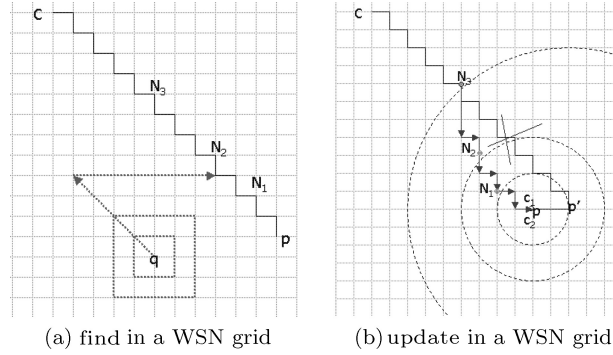 C
N3
N2
N1
p
q
(a) find in a WSN grid
C
N3
N2
N1
c1
p
p'
c2
(b) update in a WSN grid